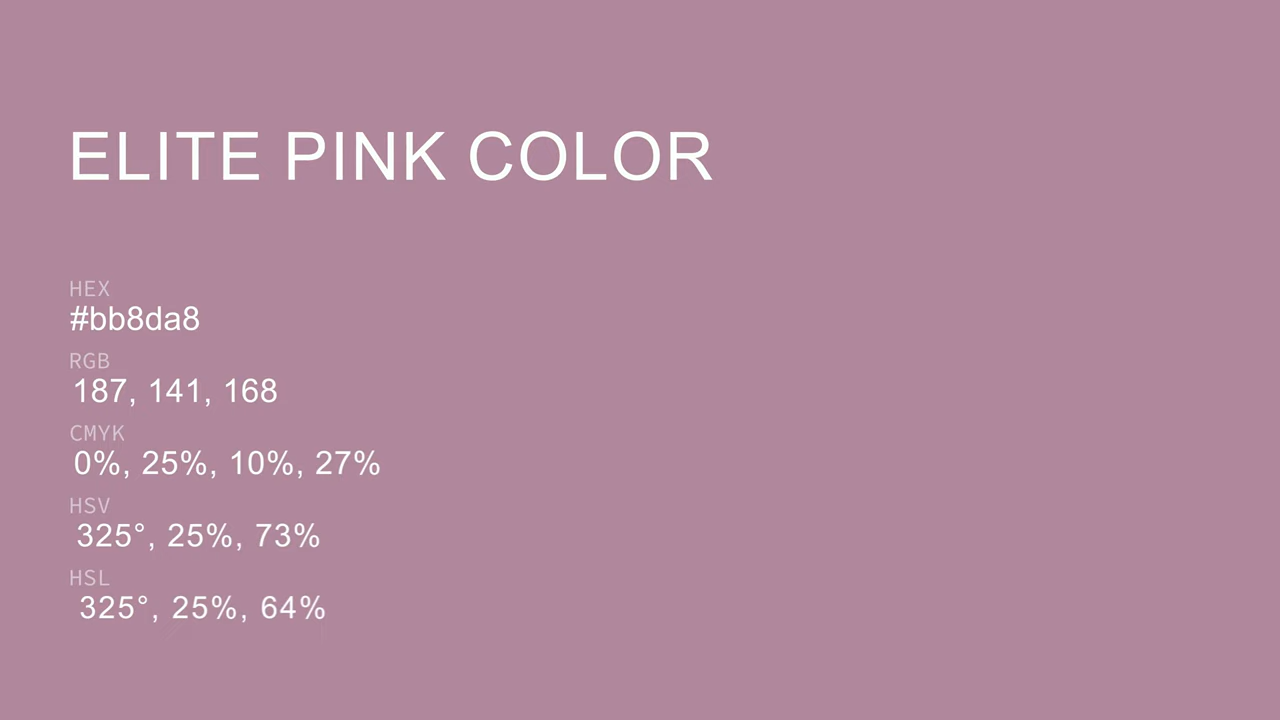 ELITE PINK COLOR
HEX
#bb8da8
RGB
187, 141, 168
CMYK
0%, 25%, 10%, 27%
HSV
325°, 25%, 73%
HSL
325°, 25%, 64%